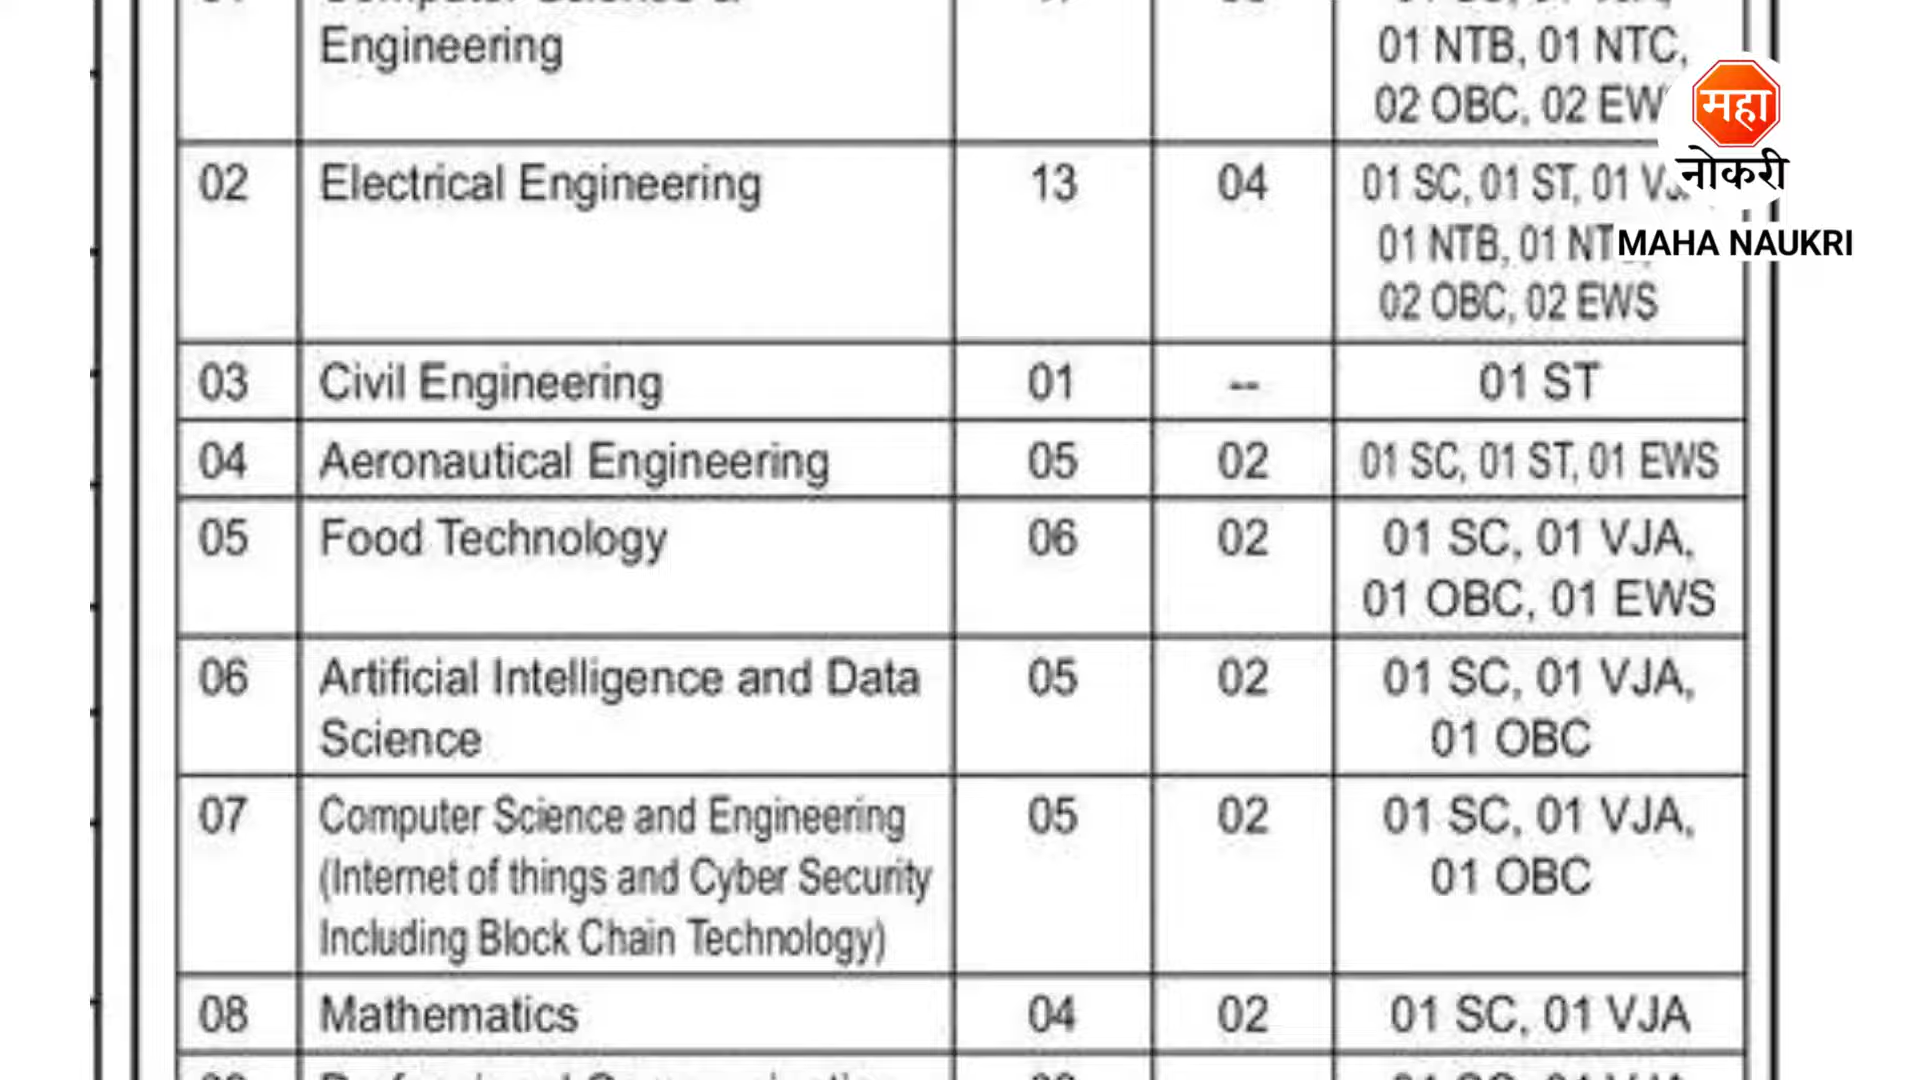 Engineering
01 NTB, 01 NTC,
02 OBC, 02
महा
नोकरी
MAHA NAUKRI
02 Electrical Engineering 13 04 01 SC, 01 ST, 01
01 NTB, 01
02 OBC, 02 EWS
03 Civil Engineering 01 -- 01 ST
04 Aeronautical Engineering 05 02 01 SC, 01 ST, 01 EWS
05 Food Technology 06 02 01 SC, 01 VJA,
01 OBC, 01 EWS
06 Artificial Intelligence and Data 05 02 01 SC, 01 VJA,
Science 01 OBC
07 Computer Science and Engineering 05 02 01 SC, 01 VJA,
(Internet of things and Cyber Security 01 OBC
Including Block Chain Technology)
08 Mathematics 04 02 01 SC, 01 VJA